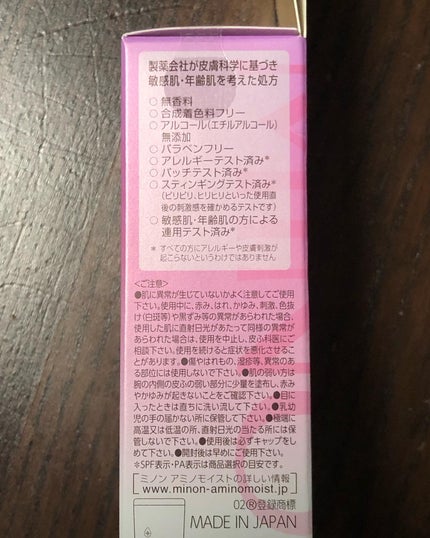 製薬会社が皮膚科学に基づき
敏感肌・年齢肌を考えた処方
○ 無香料
○ 合成着色料フリー
○ アルコール(エチルアルコール)
無添加
○ パラベンフリー
○ アレルギーテスト済み*
○ パッチテスト済み*
○ スティンギングテスト済み*
(ピリピリ、ヒリヒリといった使用直
後の刺激感を確かめるテストです)
○ 敏感肌・年齢肌の方による
連用テスト済み*
* すべての方にアレルギーや皮膚刺激が
起こらないというわけではありません
<ご注意>
●肌に異常が生じていないかよく注意してご使用
下さい。使用中に、赤み、はれ、かゆみ、刺激、色抜
け(白斑等)や黒ずみ等の異常があらわれた場合、
使用した肌に直射日光があたって同様の異常が
あらわれた場合は、使用を中止し、皮ふ科医にご
相談下さい。使用を続けると症状を悪化させるこ
とがあります。●傷やはれもの、湿疹等、異常のあ
る部位には使用しないで下さい。●肌の弱い方は
腕の内側の皮ふの弱い部分に少量を塗布し、赤み
やかゆみが起きないことをご確認下さい。●目に
入ったときは直ちに洗い流して下さい。●乳幼
児の手の届かない所に保管して下さい。●極端に
高温又は低温の所、直射日光の当たる所には保
管しないで下さい。●使用後は必ずキャップをし
めて下さい。●開封後は早めにご使用下さい。
*SPF表示・PA表示は商品選択の目安です。
ミノン アミノモイストの詳しい情報
www.minon-aminomoist.jp
02®登録商標
MADE IN JAPAN